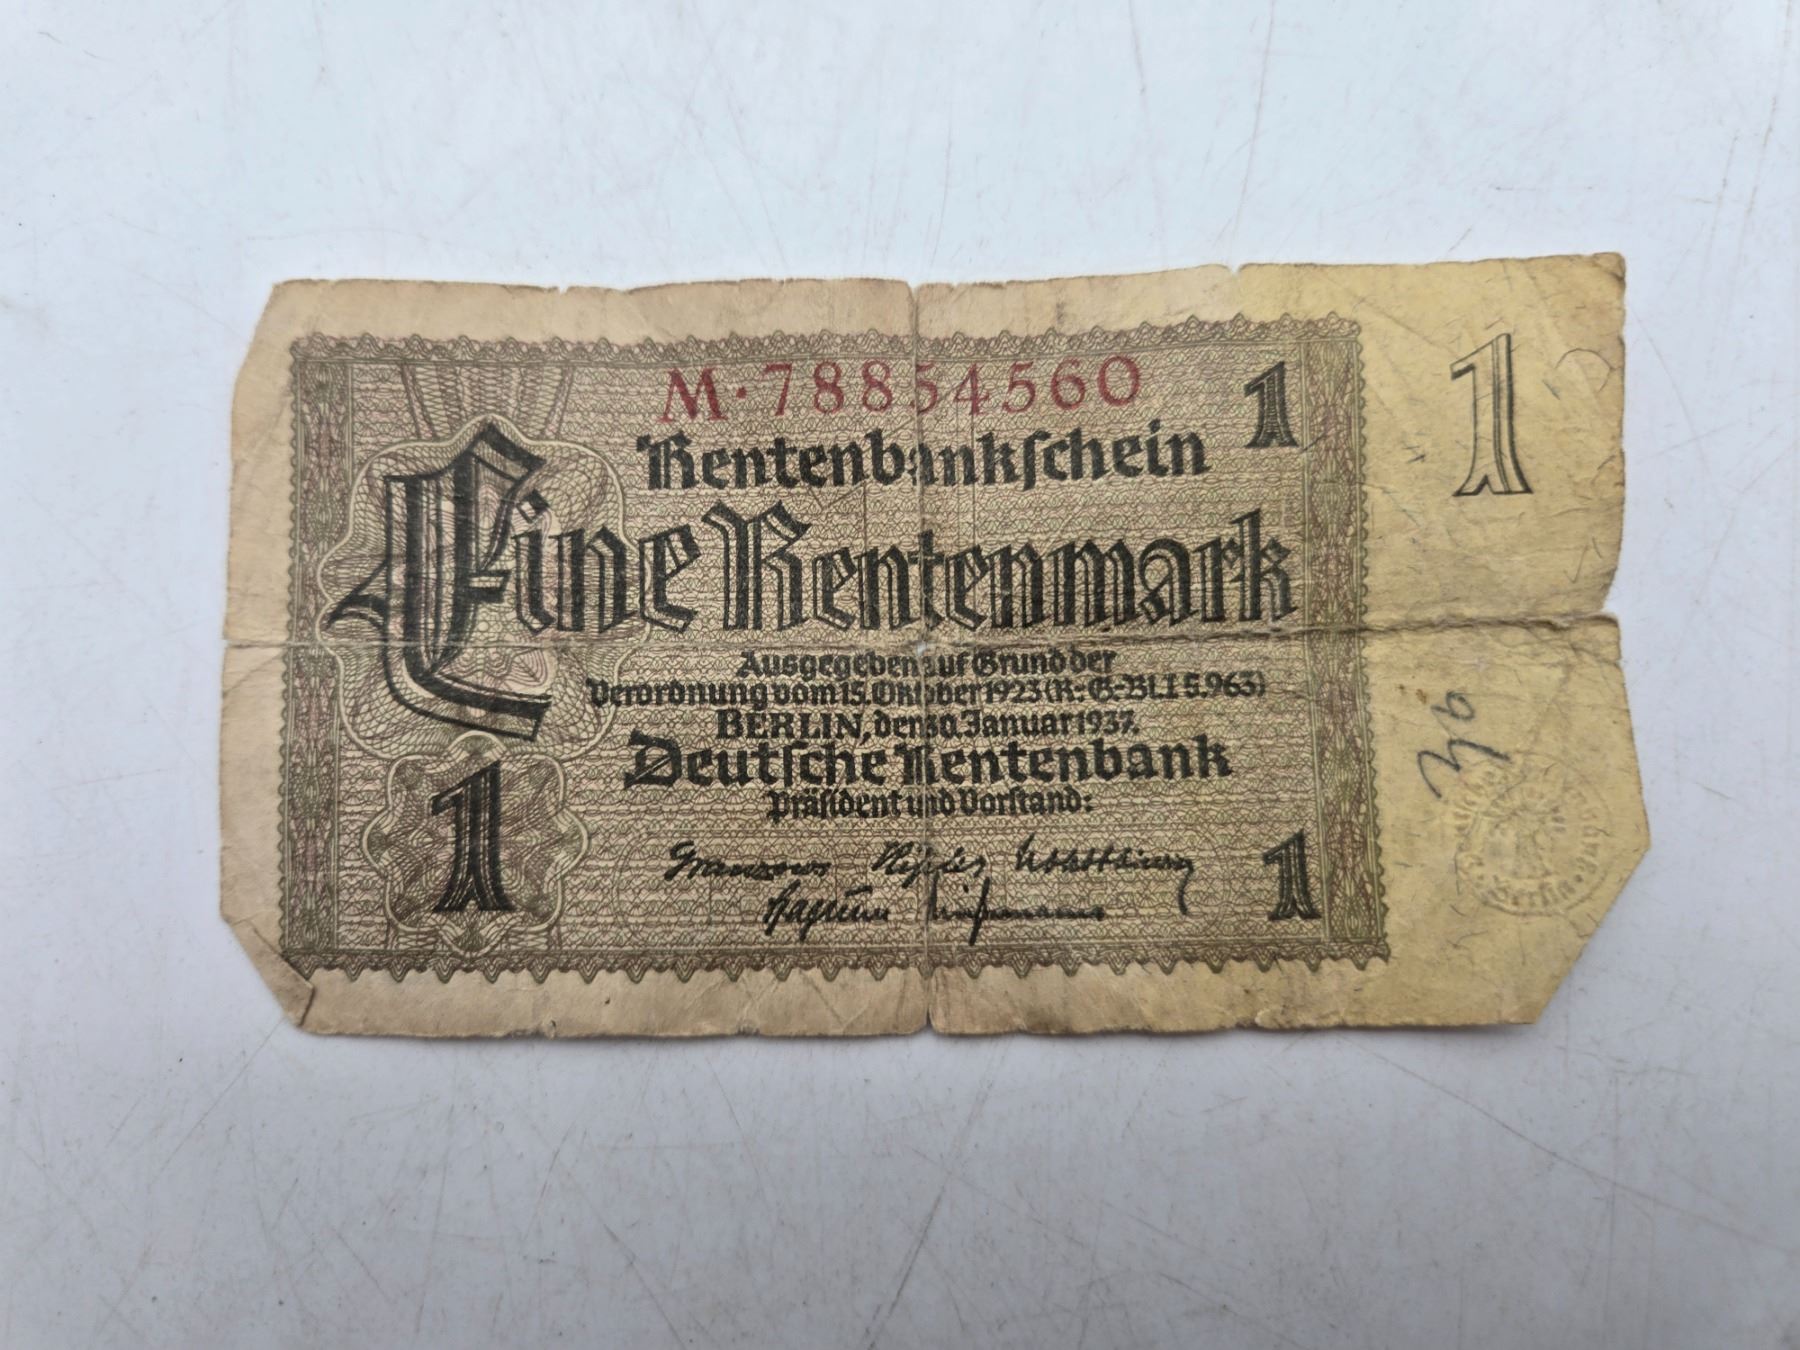 M·78854560
1
1
Rentenbankschein
Eine Rentenmark
Ausgegeben auf Grund der
Verordnung vom 15. Oktober 1923 (R.-G.-Bl. I S. 963)
BERLIN, den 30. Januar 1937.
Deutsche Rentenbank
Präsident und Vorstand:
1
1
Berlin